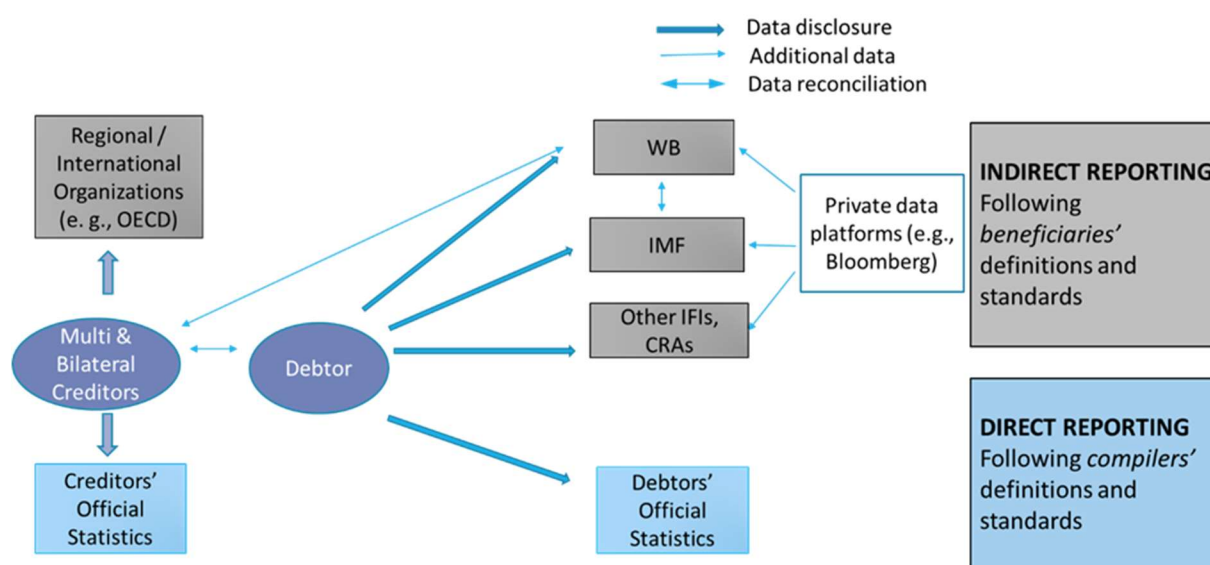 Data disclosure
Additional data
Data reconciliation
Regional /
International
Organizations
(e. g., OECD)
WB
INDIRECT REPORTING
Following
beneficiaries’
definitions and
standards
Private data
platforms (e.g.,
Bloomberg)
IMF
Other IFIs,
CRAs
Multi &
Bilateral
Creditors
Debtor
DIRECT REPORTING
Following compilers’
definitions and
standards
Creditors’
Official
Statistics
Debtors’
Official
Statistics